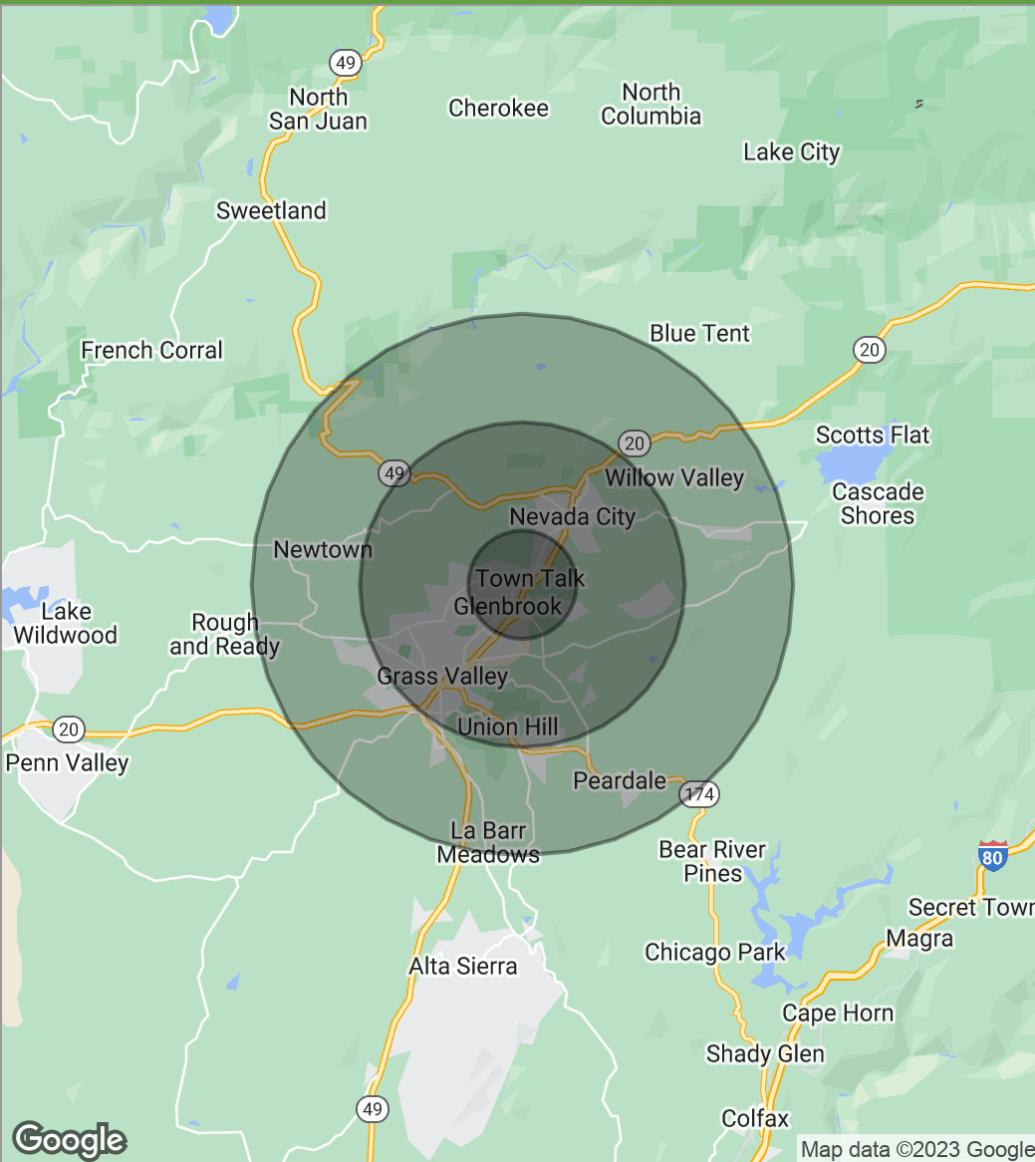 49
North
San Juan
Cherokee
North
Columbia
Lake City
Sweetland
Blue Tent
French Corral
20
Scotts Flat
20
49
Willow Valley
Cascade
Shores
Nevada City
Newtown
Town Talk
Glenbrook
Lake
Wildwood
Rough
and Ready
Grass Valley
20
Union Hill
Penn Valley
Peardale
174
La Barr
Meadows
Bear River
Pines
80
Secret Town
Magra
Chicago Park
Alta Sierra
Cape Horn
Shady Glen
49
Colfax
Google
Map data ©2023 Google